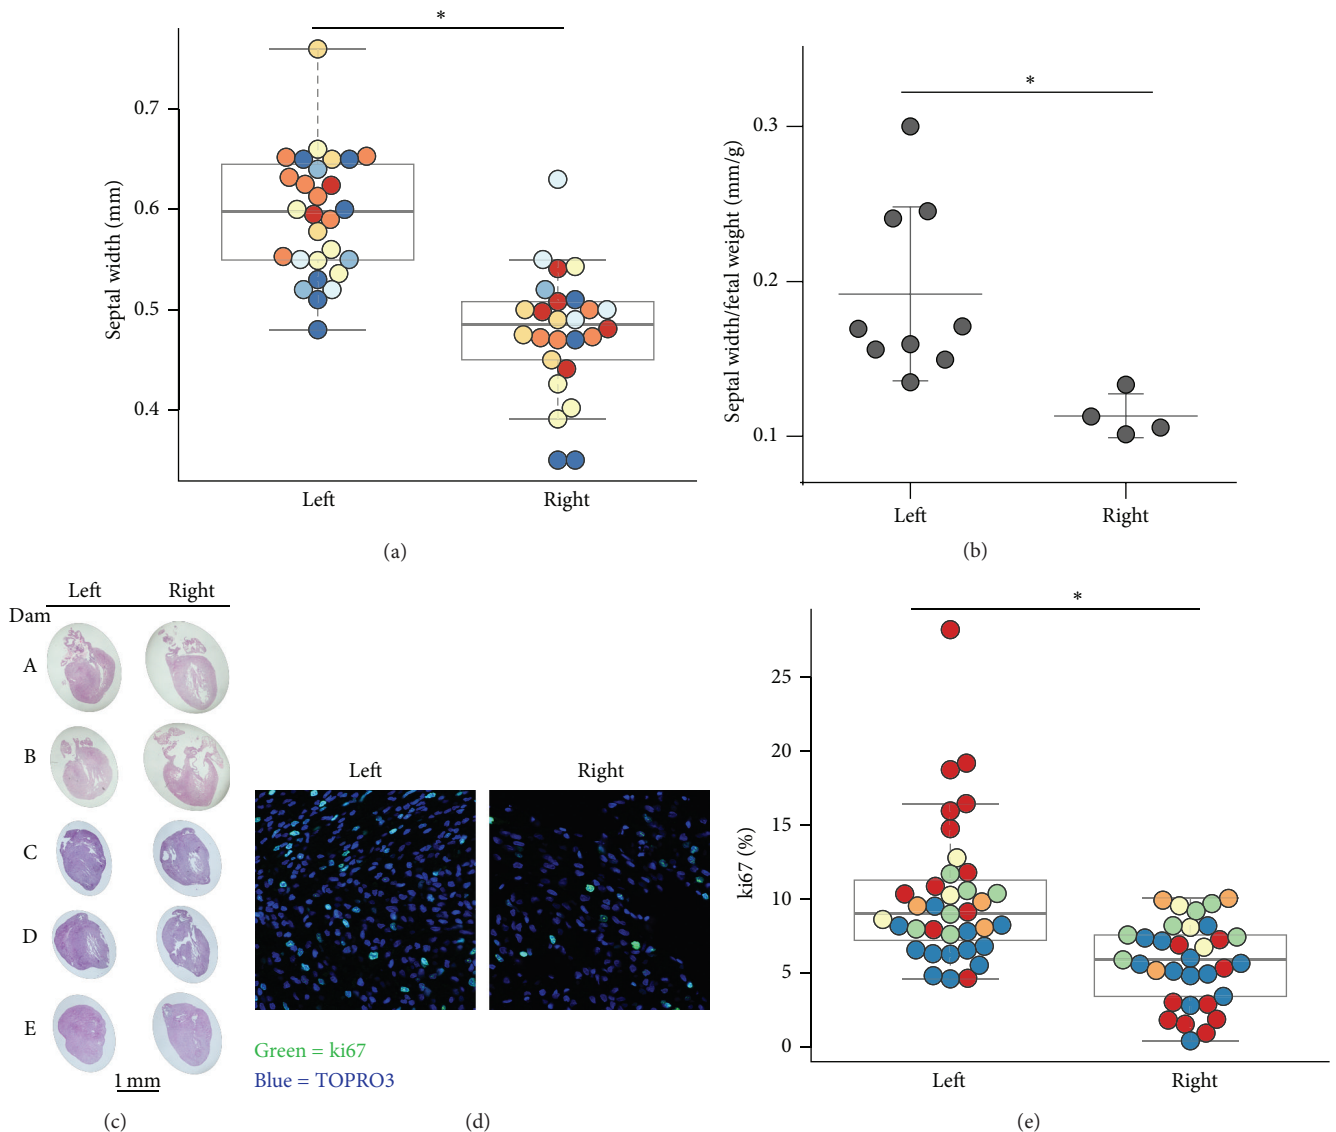 *
0.7
0.6
0.5
0.4
Septal width (mm)
Left Right
(a)
*
0.3
0.2
0.1
Septal width/fetal weight (mm/g)
Left Right
(b)
Left Right
Dam
A
B
C
D
E
1 mm
(c)
Left Right
Green = ki67
Blue = TOPRO3
(d)
*
25
20
15
10
5
0
ki67 (%)
Left Right
(e)